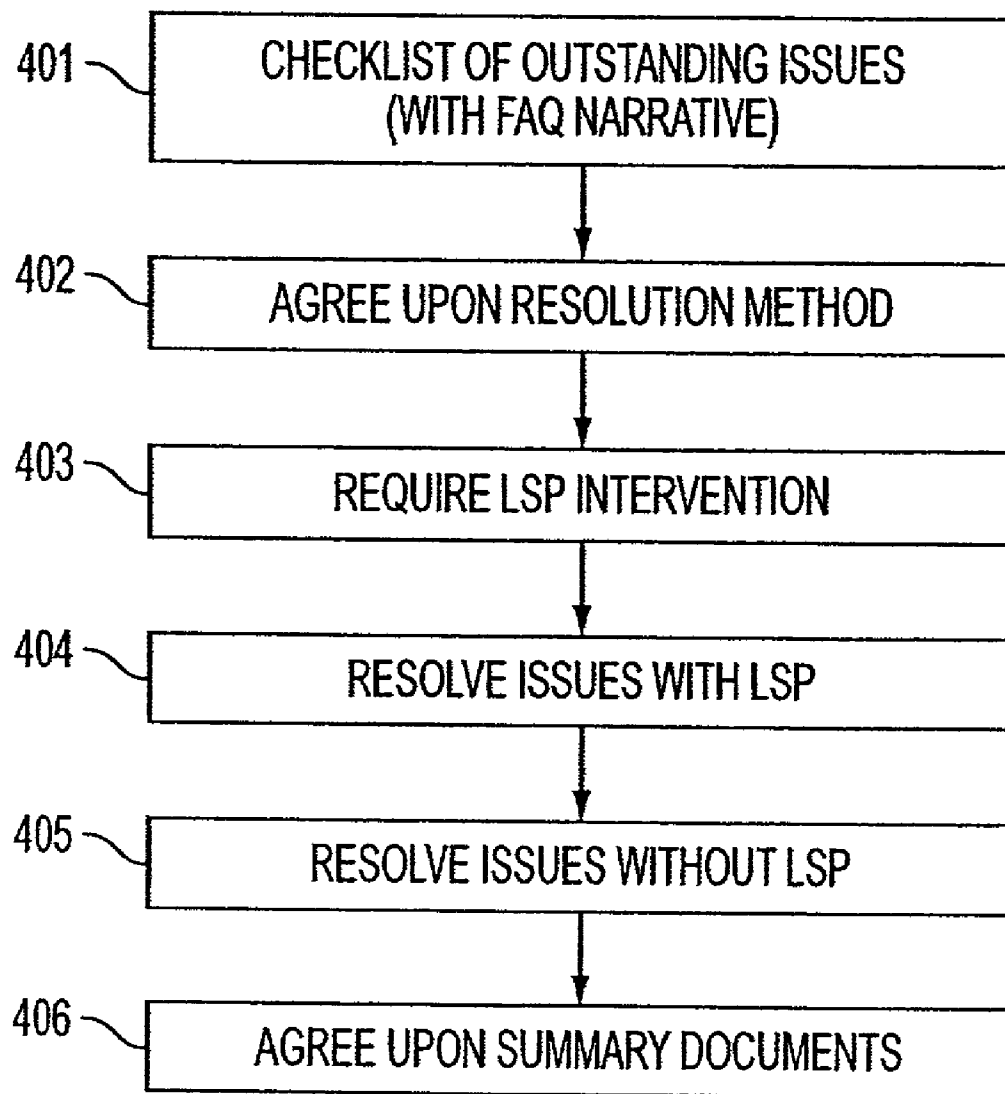 401
CHECKLIST OF OUTSTANDING ISSUES
(WITH FAQ NARRATIVE)
402
AGREE UPON RESOLUTION METHOD
403
REQUIRE LSP INTERVENTION
404
RESOLVE ISSUES WITH LSP
405
RESOLVE ISSUES WITHOUT LSP
406
AGREE UPON SUMMARY DOCUMENTS